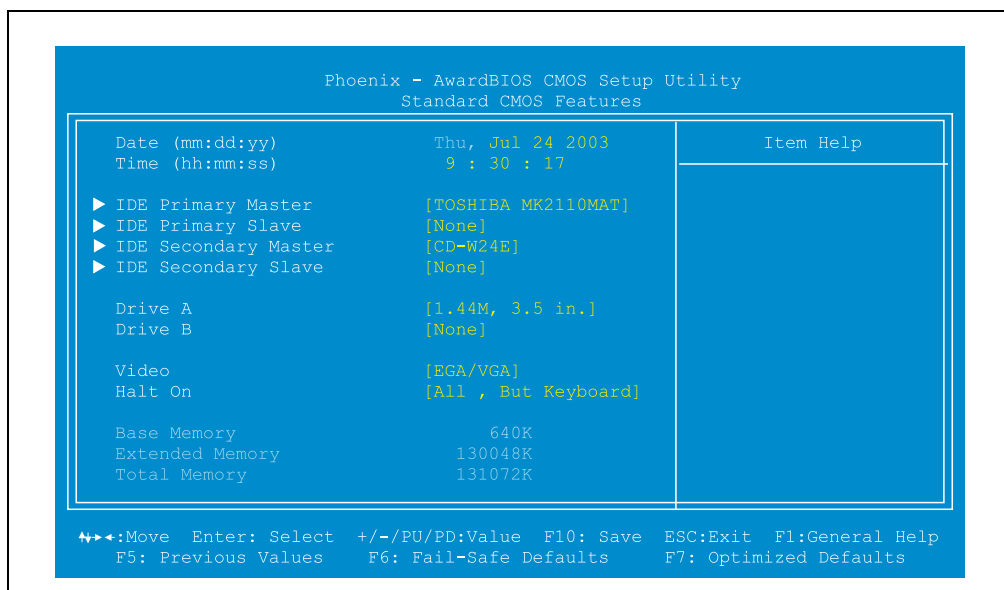 Phoenix - AwardBIOS CMOS Setup Utility
Standard CMOS Features
Date (mm:dd:yy) Thu, Jul 24 2003
Time (hh:mm:ss) 9 : 30 : 17
Item Help
▶ IDE Primary Master [TOSHIBA MK2110MAT]
▶ IDE Primary Slave [None]
▶ IDE Secondary Master [CD-W24E]
▶ IDE Secondary Slave [None]
Drive A [1.44M, 3.5 in.]
Drive B [None]
Video [EGA/VGA]
Halt On [All , But Keyboard]
Base Memory 640K
Extended Memory 130048K
Total Memory 131072K
:Move Enter: Select +/-/PU/PD:Value F10: Save ESC:Exit F1:General Help
F5: Previous Values F6: Fail-Safe Defaults F7: Optimized Defaults